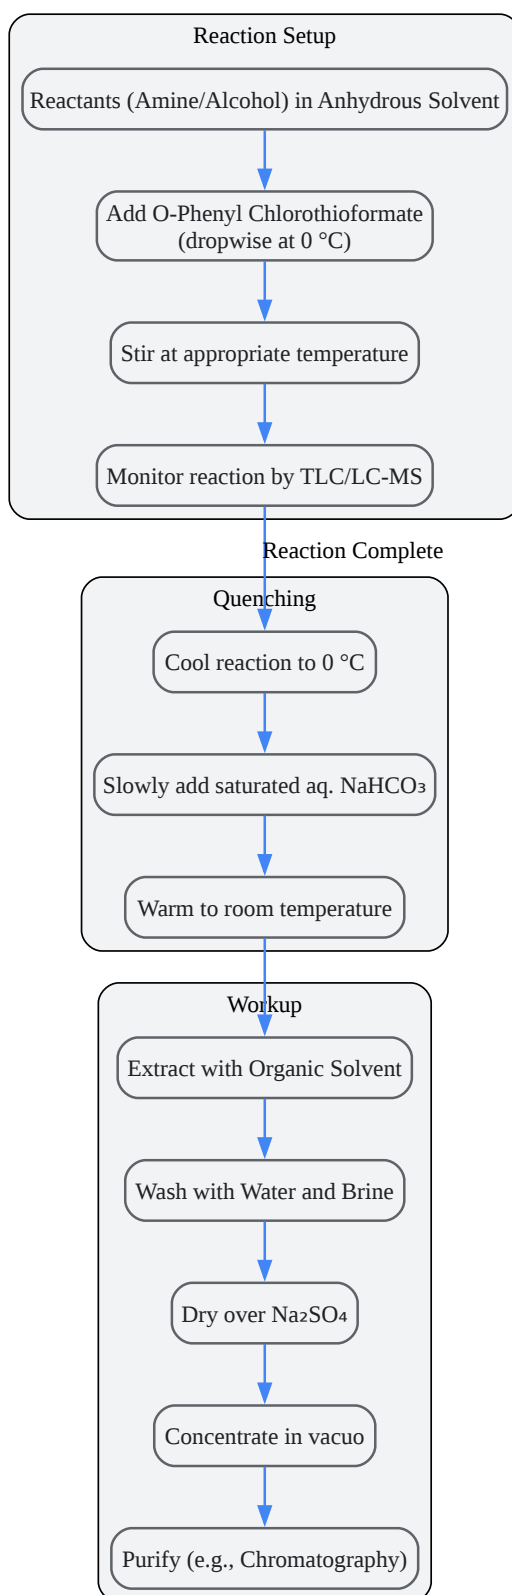 Reaction Setup
Reactants (Amine/Alcohol) in Anhydrous Solvent
Add O-Phenyl Chlorothioformate
(dropwise at 0 °C)
Stir at appropriate temperature
Monitor reaction by TLC/LC-MS
Reaction Complete
Quenching
Cool reaction to 0 °C
Slowly add saturated aq. NaHCO₃
Warm to room temperature
Workup
Extract with Organic Solvent
Wash with Water and Brine
Dry over Na₂SO₄
Concentrate in vacuo
Purify (e.g., Chromatography)